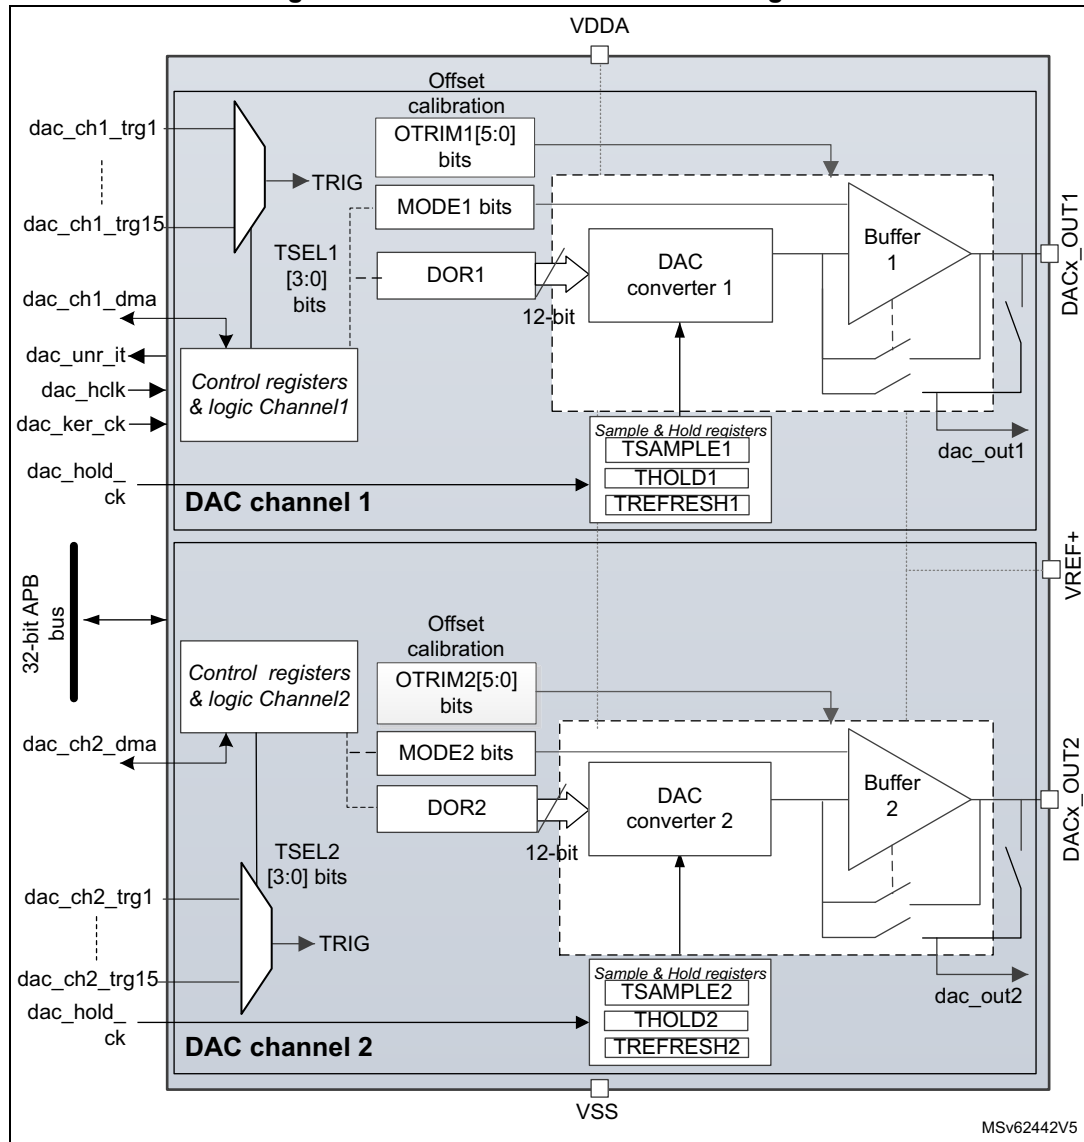 VDDA
Offset
calibration
OTRIM1[5:0]
bits
dac_ch1_trg1
TRIG
MODE1 bits
dac_ch1_trg15
TSEL1
[3:0]
bits
DOR1
12-bit
DAC
converter 1
Buffer
1
DACx_OUT1
dac_ch1_dma
dac_unr_it
dac_hclk
dac_ker_ck
Control registers
& logic Channel1
Sample & Hold registers
TSAMPLE1
THOLD1
TREFRESH1
dac_out1
dac_hold_
ck
DAC channel 1
VREF+
32-bit APB
bus
Offset
calibration
Control registers
& logic Channel2
OTRIM2[5:0]
bits
dac_ch2_dma
MODE2 bits
DOR2
12-bit
DAC
converter 2
Buffer
2
DACx_OUT2
TSEL2
[3:0] bits
dac_ch2_trg1
TRIG
dac_ch2_trg15
Sample & Hold registers
TSAMPLE2
THOLD2
TREFRESH2
dac_out2
dac_hold_
ck
DAC channel 2
VSS
MSv62442V5